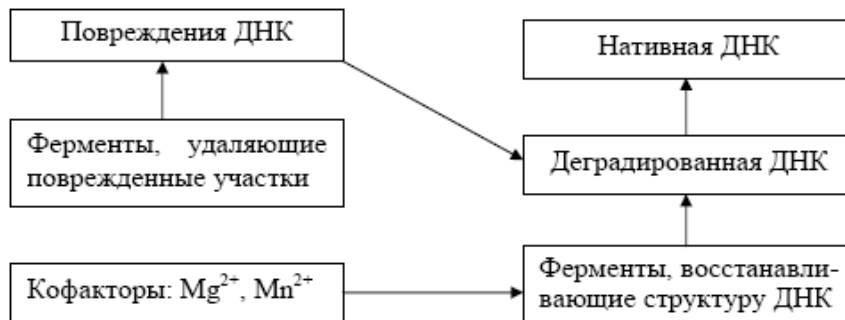 Повреждения ДНК
Нативная ДНК
Ферменты, удаляющие
поврежденные участки
Деградированная ДНК
Кофакторы: Mg²⁺, Mn²⁺
Ферменты, восстанавли-
вающие структуру ДНК